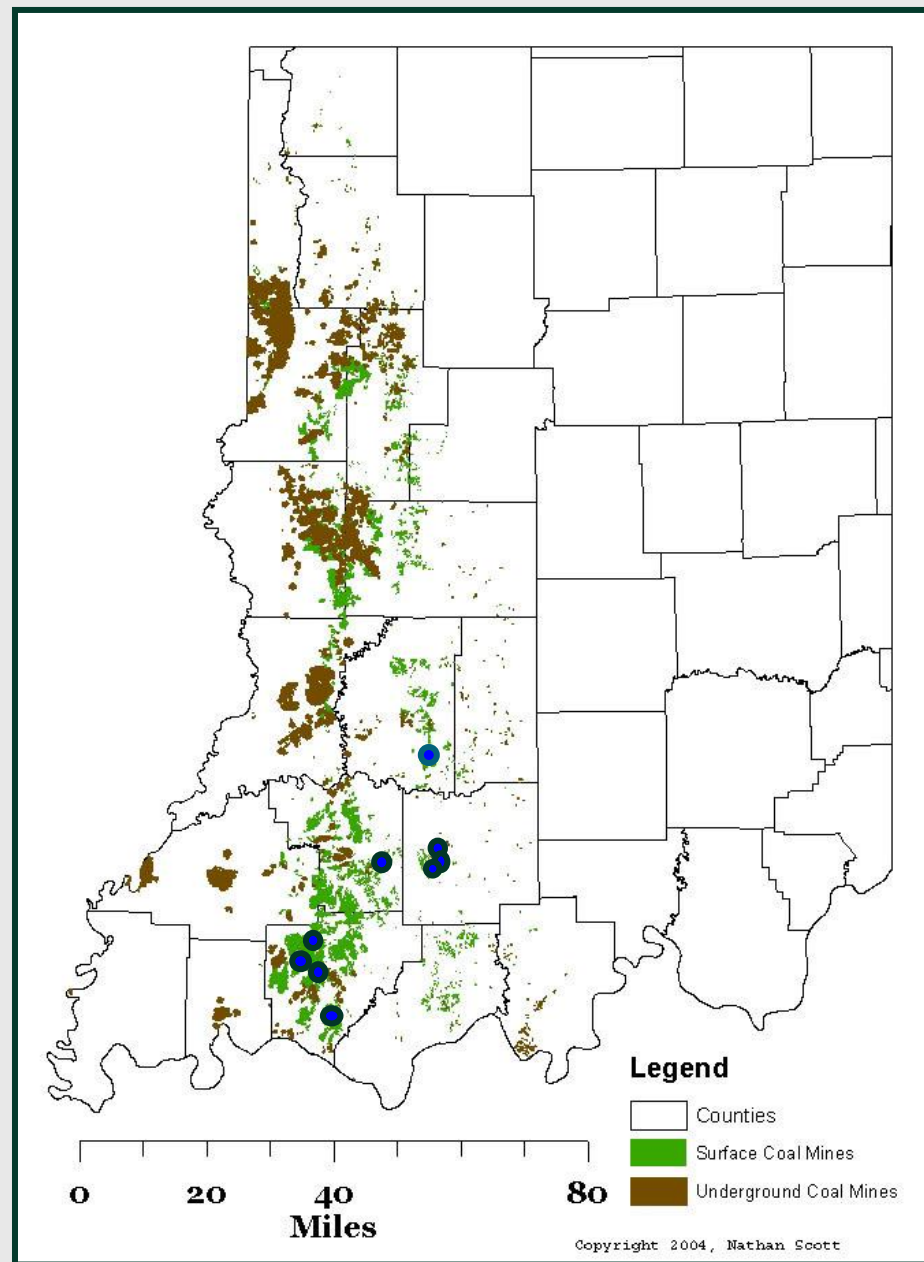 Legend
Counties
Surface Coal Mines
Underground Coal Mines
0 20 40 80
Miles
Copyright 2004, Nathan Scott